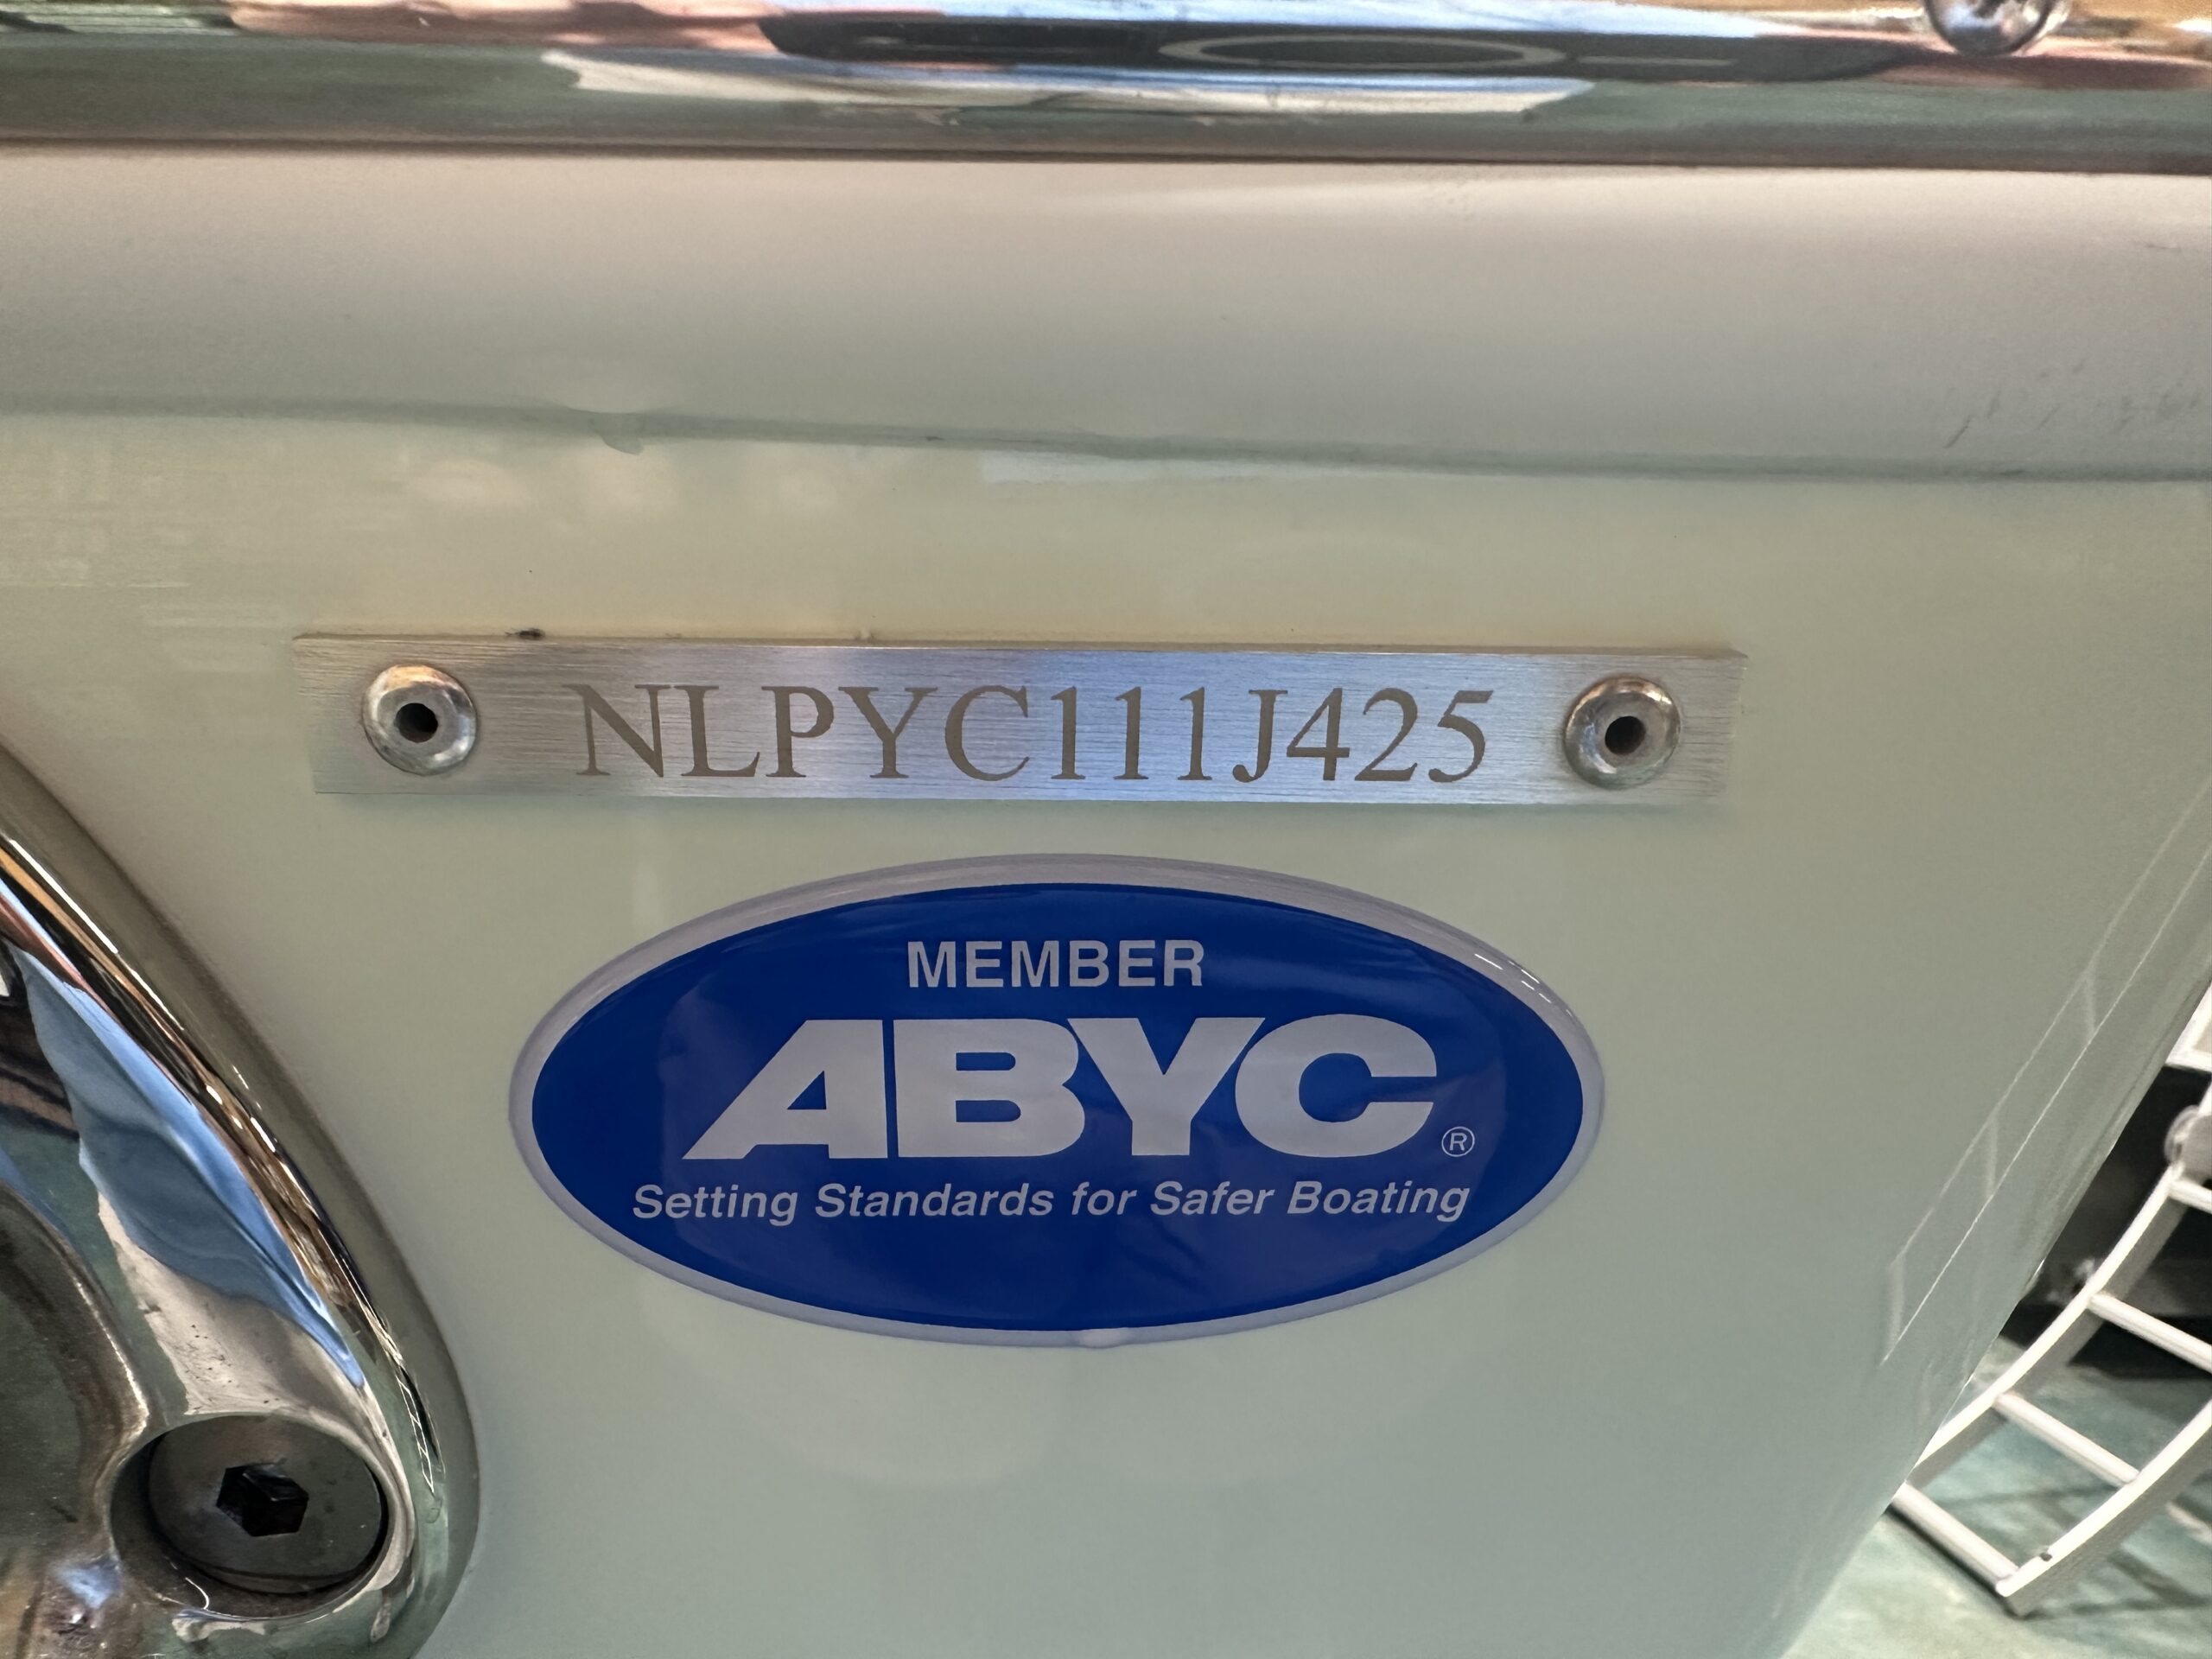 NLPYC111J425
MEMBER
ABYC®
Setting Standards for Safer Boating